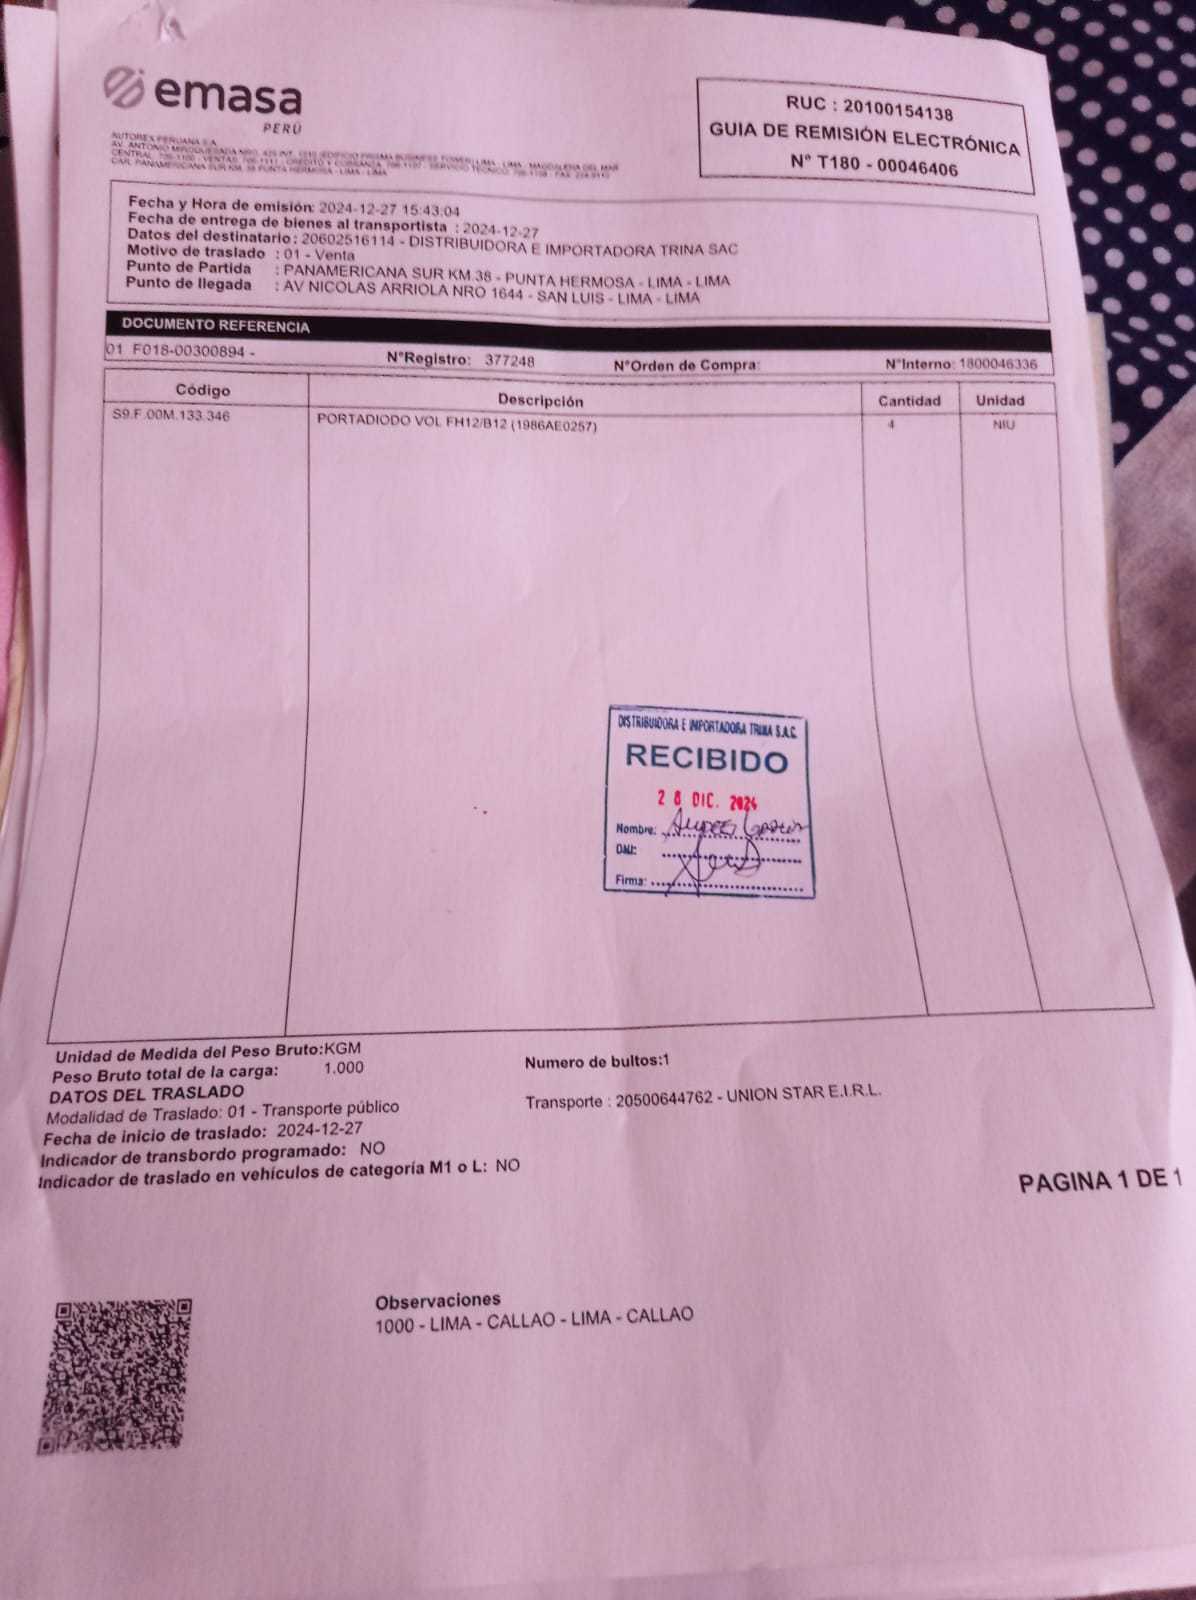 emasa
PERÚ
AUTOREX PERUANA S.A.
RUC : 20100154138
GUIA DE REMISIÓN ELECTRÓNICA
N° T180 - 00046406
Fecha y Hora de emisión: 2024-12-27 15:43:04
Fecha de entrega de bienes al transportista : 2024-12-27
Datos del destinatario : 20602516114 - DISTRIBUIDORA E IMPORTADORA TRINA SAC
Motivo de traslado : 01 - Venta
Punto de Partida : PANAMERICANA SUR KM.38 - PUNTA HERMOSA - LIMA - LIMA
Punto de llegada : AV NICOLAS ARRIOLA NRO 1644 - SAN LUIS - LIMA - LIMA
DOCUMENTO REFERENCIA
01 F018-00300894 - N°Registro: 377248 N°Orden de Compra: N°Interno: 1800046336
Código Descripción Cantidad Unidad
S9.F.00M.133.346 PORTADIODO VOL FH12/B12 (1986AE0257) 4 NIU
DISTRIBUIDORA E IMPORTADORA TRINA S.A.C.
RECIBIDO
28 DIC. 2024
Nombre:
DNI:
Firma:
Unidad de Medida del Peso Bruto:KGM
Peso Bruto total de la carga: 1.000
Numero de bultos:1
DATOS DEL TRASLADO
Modalidad de Traslado: 01 - Transporte público
Transporte : 20500644762 - UNION STAR E.I.R.L.
Fecha de inicio de traslado: 2024-12-27
Indicador de transbordo programado: NO
Indicador de traslado en vehículos de categoría M1 o L: NO
PAGINA 1 DE 1
Observaciones
1000 - LIMA - CALLAO - LIMA - CALLAO